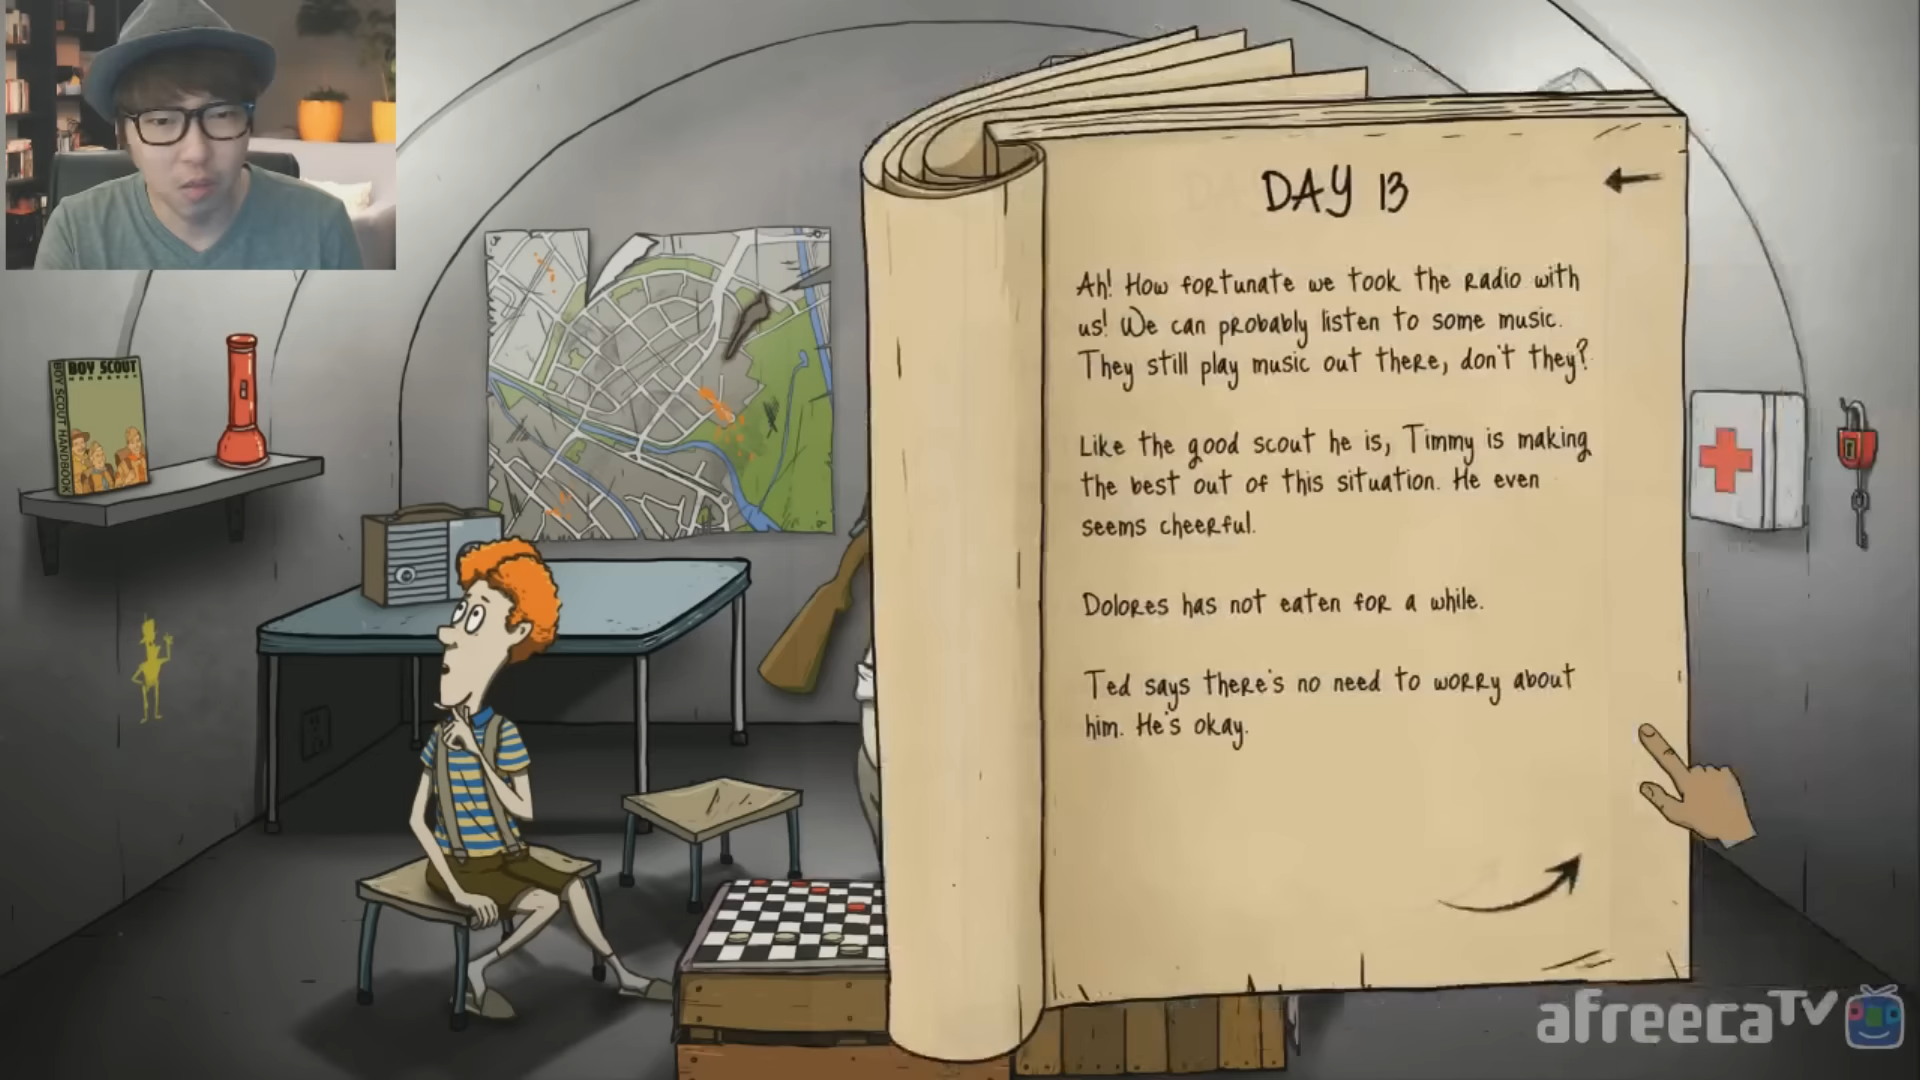 DAY 13
Ah! How fortunate we took the radio with
us! We can probably listen to some music.
They still play music out there, don't they?
Like the good scout he is, Timmy is making
the best out of this situation. He even
seems cheerful.
Dolores has not eaten for a while.
Ted says there's no need to worry about
him. He's okay.
BOY SCOUT
HANDBOOK
BOY SCOUT HANDBOOK
afreecaTV